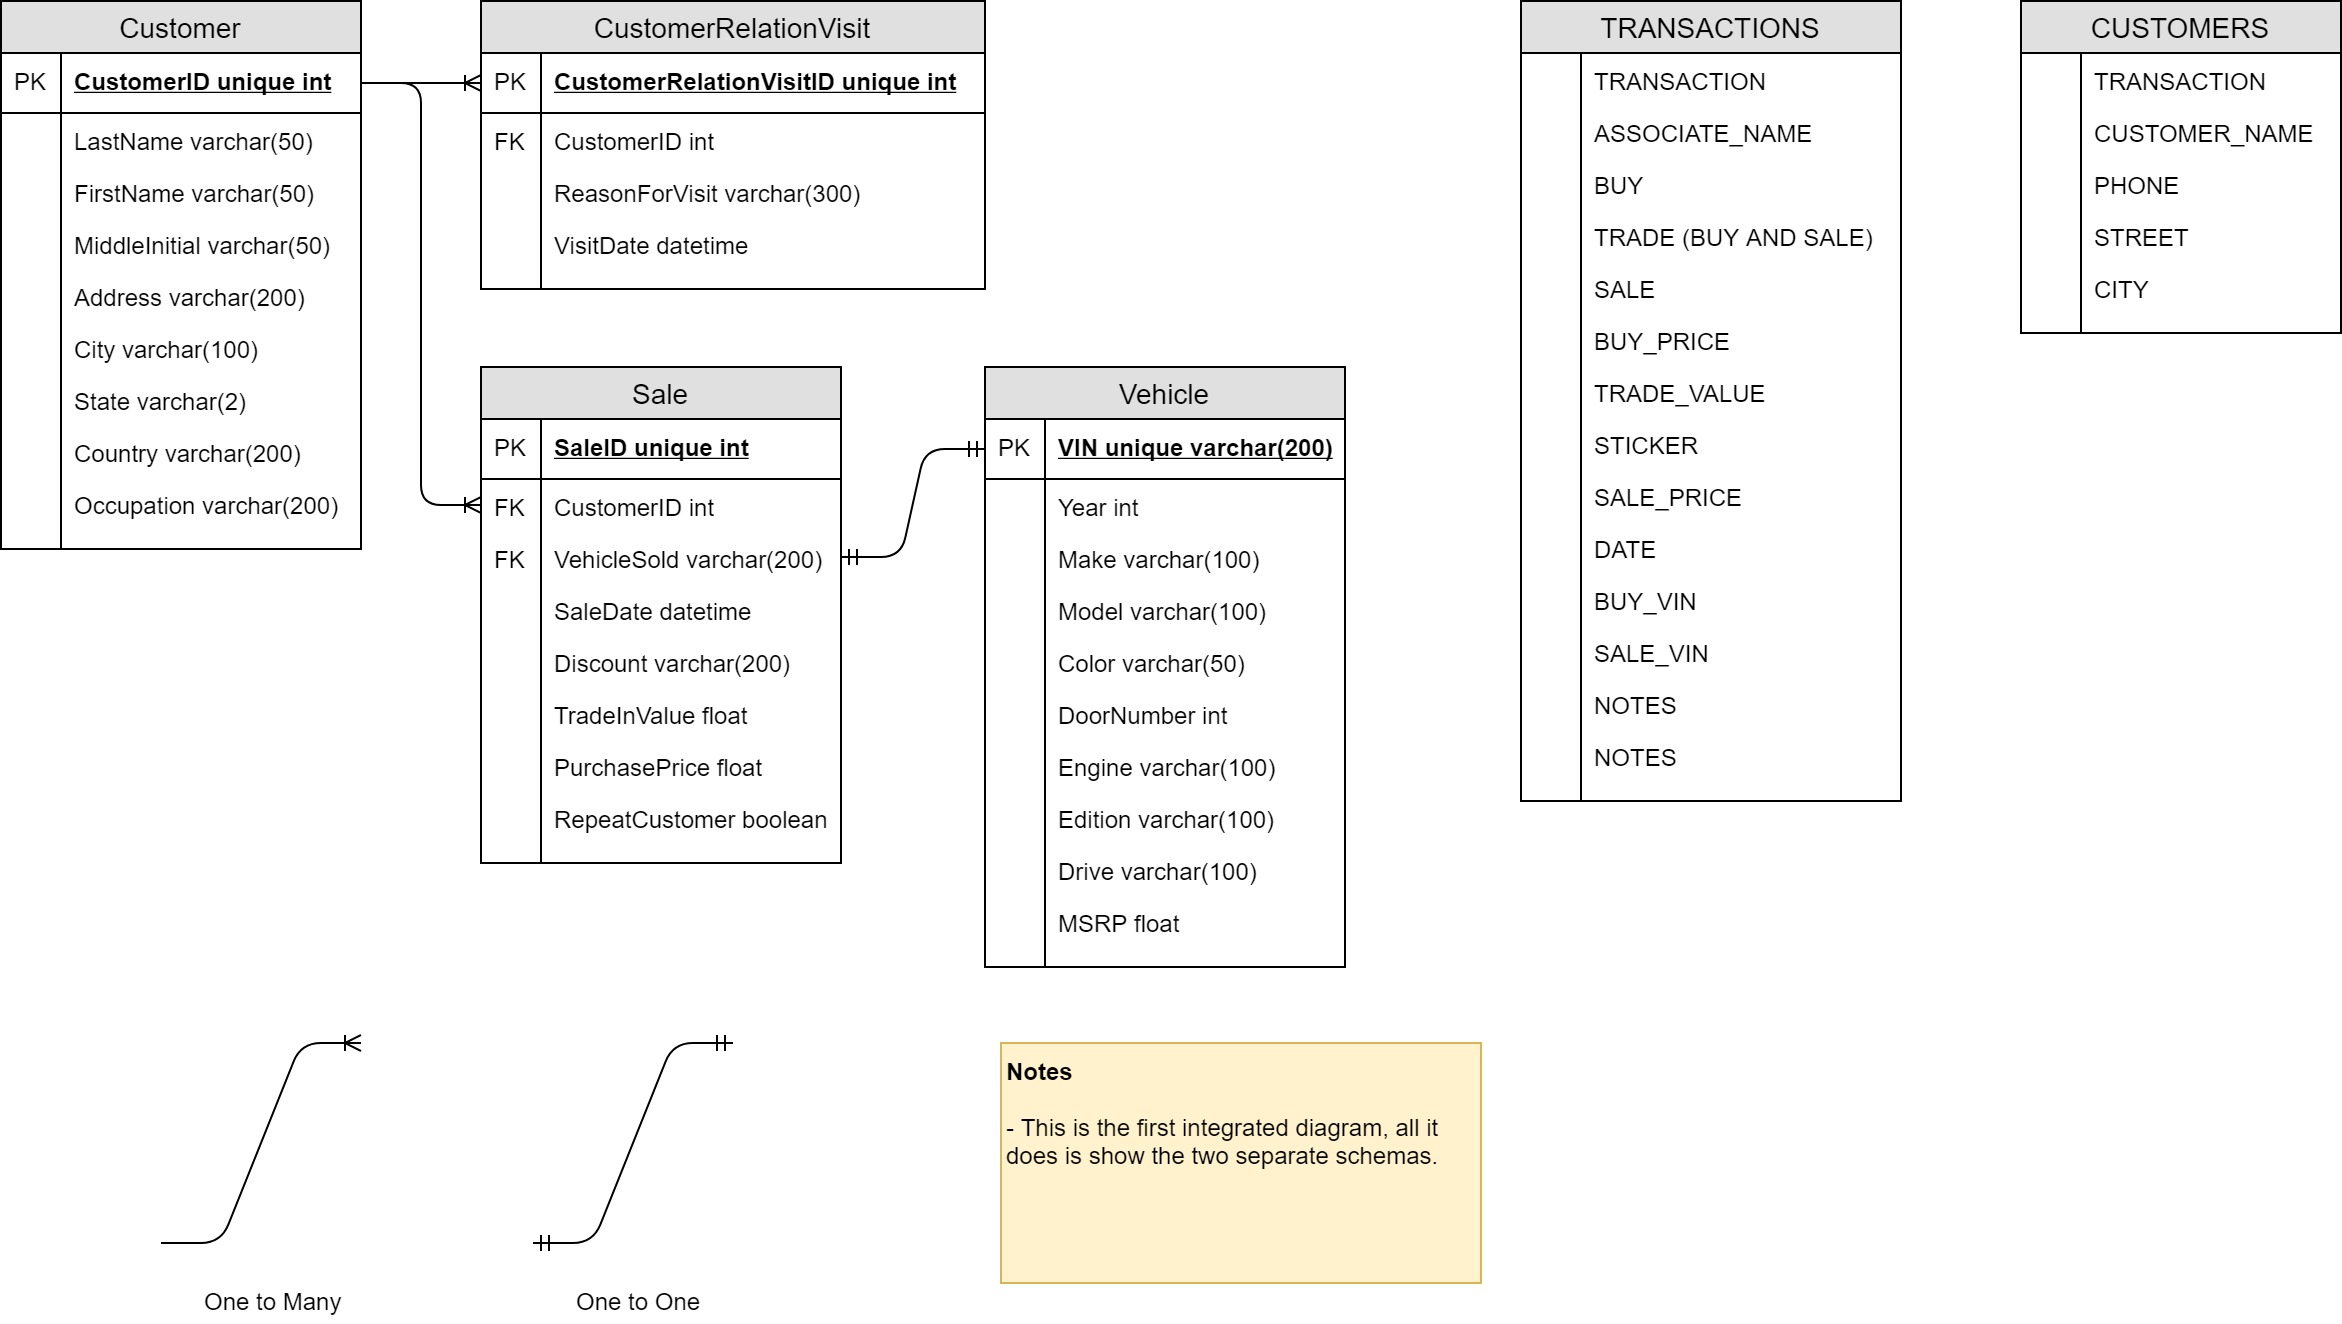 Customer
PK CustomerID unique int
LastName varchar(50)
FirstName varchar(50)
MiddleInitial varchar(50)
Address varchar(200)
City varchar(100)
State varchar(2)
Country varchar(200)
Occupation varchar(200)
CustomerRelationVisit
PK CustomerRelationVisitID unique int
FK CustomerID int
ReasonForVisit varchar(300)
VisitDate datetime
Sale
PK SaleID unique int
FK CustomerID int
FK VehicleSold varchar(200)
SaleDate datetime
Discount varchar(200)
TradeInValue float
PurchasePrice float
RepeatCustomer boolean
Vehicle
PK VIN unique varchar(200)
Year int
Make varchar(100)
Model varchar(100)
Color varchar(50)
DoorNumber int
Engine varchar(100)
Edition varchar(100)
Drive varchar(100)
MSRP float
TRANSACTIONS
TRANSACTION
ASSOCIATE_NAME
BUY
TRADE (BUY AND SALE)
SALE
BUY_PRICE
TRADE_VALUE
STICKER
SALE_PRICE
DATE
BUY_VIN
SALE_VIN
NOTES
NOTES
CUSTOMERS
TRANSACTION
CUSTOMER_NAME
PHONE
STREET
CITY
One to Many
One to One
Notes
- This is the first integrated diagram, all it
does is show the two separate schemas.